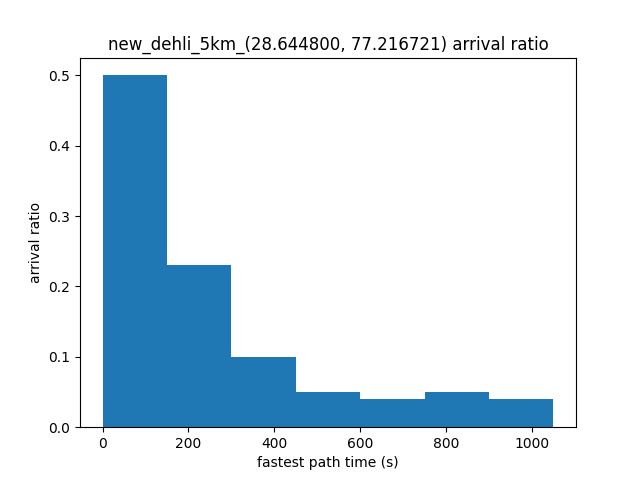 new_dehli_5km_(28.644800, 77.216721) arrival ratio
0.5
0.4
0.3
0.2
0.1
0.0
arrival ratio
0 200 400 600 800 1000
fastest path time (s)